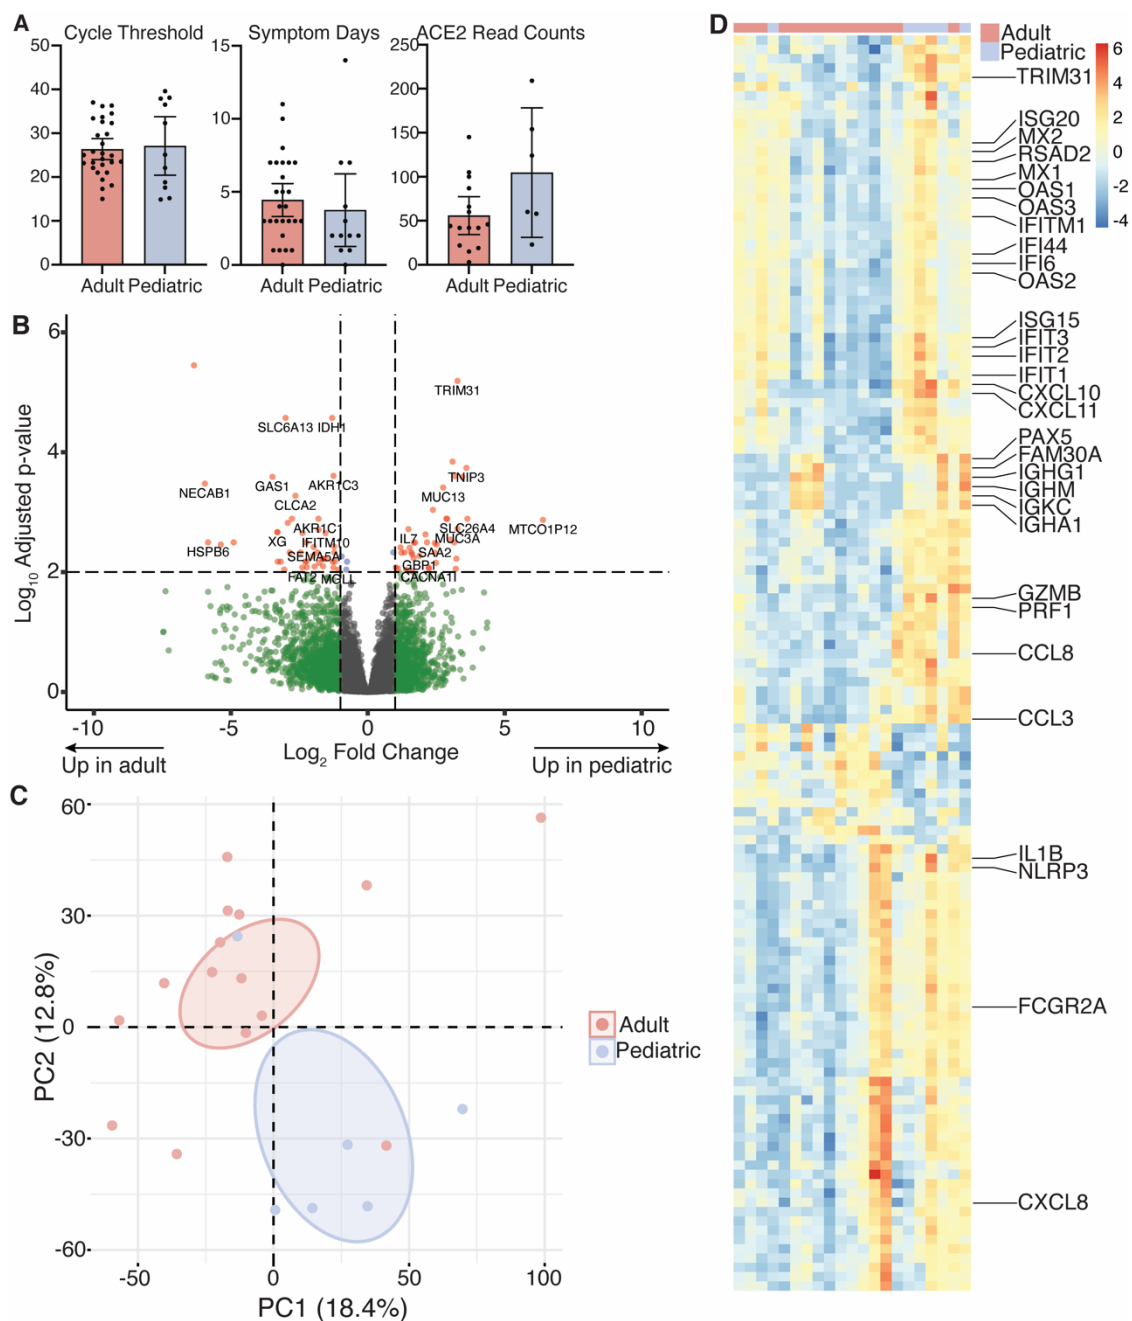 A
Cycle Threshold
Symptom Days
ACE2 Read Counts
50
40
30
20
10
0
15
10
5
0
250
200
150
100
50
0
Adult Pediatric
Adult Pediatric
Adult Pediatric
B
Log10 Adjusted p-value
6
4
2
0
TRIM31
SLC6A13 IDH1
NECAB1
GAS1
AKR1C3
TNIP3
CLCA2
MUC13
AKR1C1
SLC26A4
MTCO1P12
XG
IFITM10
IL7
MUC3A
HSPB6
SEMA5A
SAA2
GBP1
FAT2
MGLL
CACNA1I
-10
-5
0
5
10
Log2 Fold Change
Up in adult
Up in pediatric
C
PC2 (12.8%)
60
30
0
-30
-60
-50
0
50
100
PC1 (18.4%)
Adult
Pediatric
D
Adult
Pediatric
6
4
2
0
-2
-4
TRIM31
ISG20
MX2
RSAD2
MX1
OAS1
OAS3
IFITM1
IFI44
IFI6
OAS2
ISG15
IFIT3
IFIT2
IFIT1
CXCL10
CXCL11
PAX5
FAM30A
IGHG1
IGHM
IGKC
IGHA1
GZMB
PRF1
CCL8
CCL3
IL1B
NLRP3
FCGR2A
CXCL8